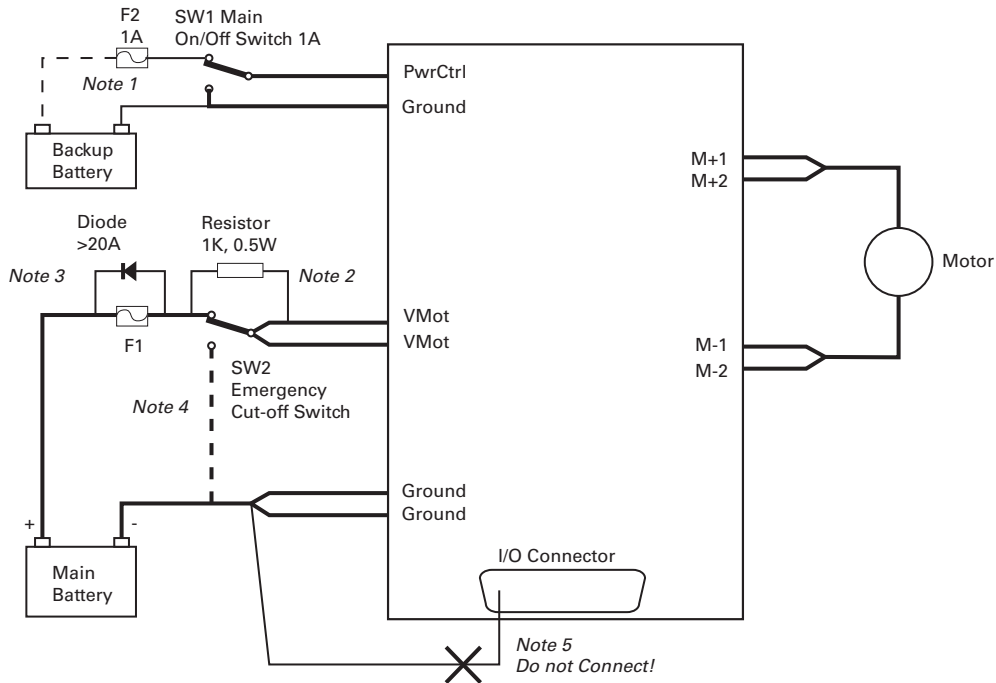 F2
1A
SW1 Main
On/Off Switch 1A
Note 1
PwrCtrl
Ground
Backup
Battery
M+1
M+2
Diode
>20A
Resistor
1K, 0.5W
Note 3
Note 2
Motor
F1
VMot
VMot
SW2
Emergency
Cut-off Switch
Note 4
M-1
M-2
Ground
Ground
+
-
Main
Battery
I/O Connector
Note 5
Do not Connect!